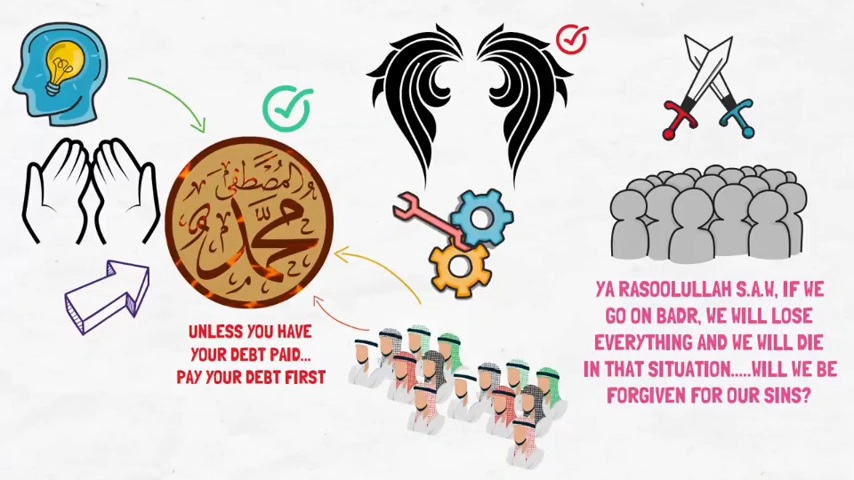 المصطفى
محمد
UNLESS YOU HAVE
YOUR DEBT PAID...
PAY YOUR DEBT FIRST
YA RASOOLULLAH S.A.W, IF WE
GO ON BADR, WE WILL LOSE
EVERYTHING AND WE WILL DIE
IN THAT SITUATION.....WILL WE BE
FORGIVEN FOR OUR SINS?